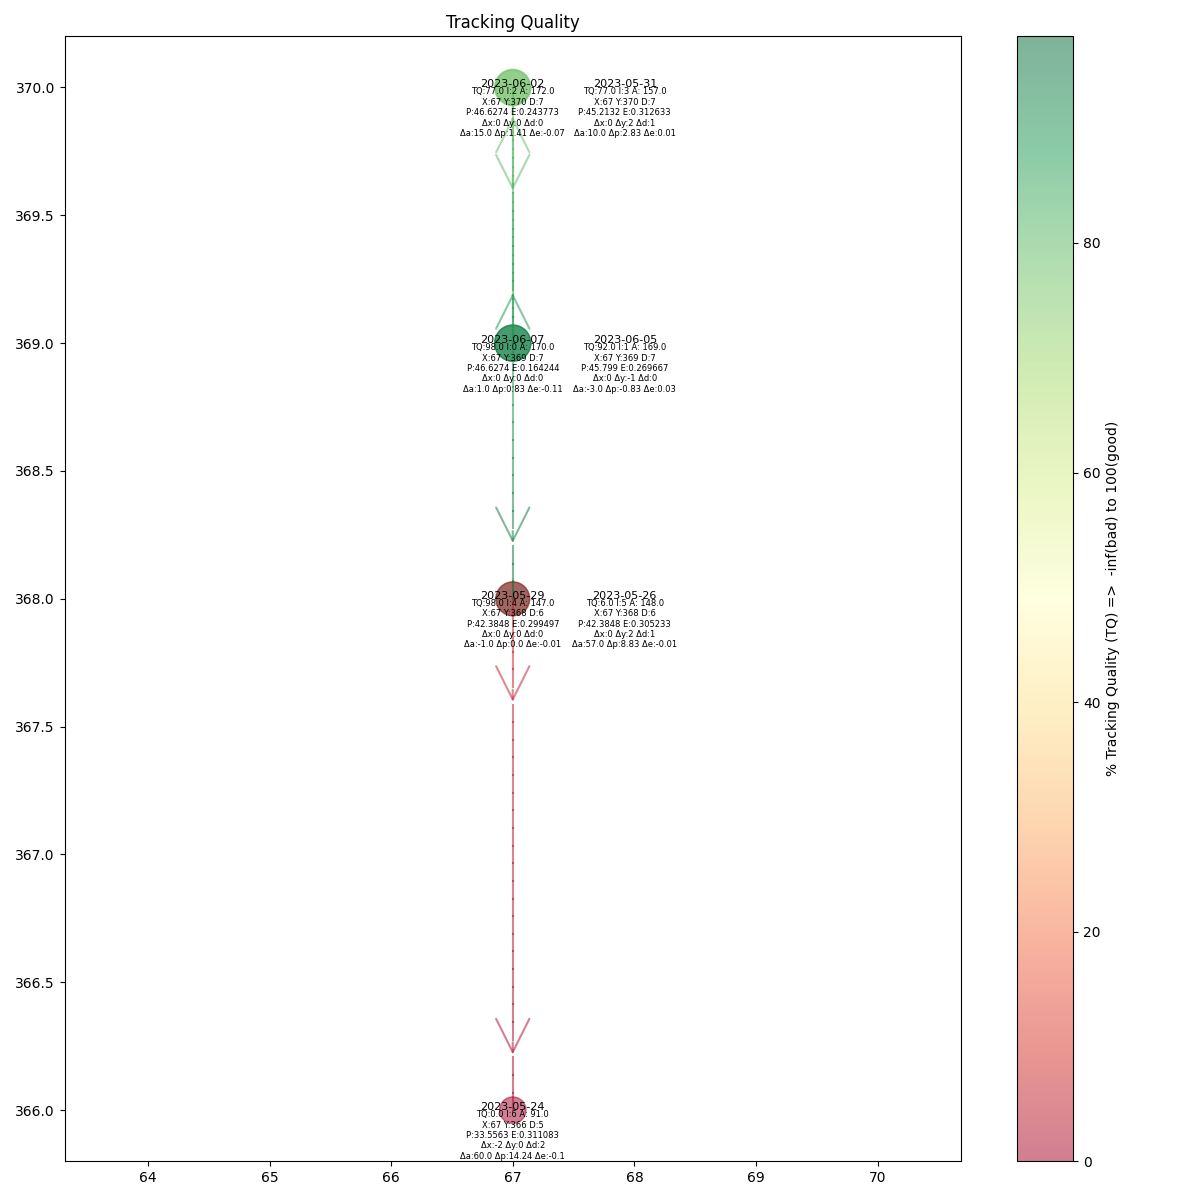 Tracking Quality
370.0
369.5
369.0
368.5
368.0
367.5
367.0
366.5
366.0
2023-06-02
TQ:77.0 I:2 A: 172.0
X:67 Y:370 D:7
P:46.6274 E:0.243773
Δx:0 Δy:0 Δd:0
Δa:15.0 Δp:1.41 Δe:-0.07
2023-05-31
TQ:77.0 I:3 A: 157.0
X:67 Y:370 D:7
P:45.2132 E:0.312633
Δx:0 Δy:2 Δd:1
Δa:10.0 Δp:2.83 Δe:0.01
2023-06-07
TQ:98.0 I:0 A: 170.0
X:67 Y:369 D:7
P:46.6274 E:0.164244
Δx:0 Δy:0 Δd:0
Δa:1.0 Δp:0.83 Δe:-0.11
2023-06-05
TQ:92.0 I:1 A: 169.0
X:67 Y:369 D:7
P:45.799 E:0.269667
Δx:0 Δy:-1 Δd:0
Δa:-3.0 Δp:-0.83 Δe:0.03
2023-05-29
TQ:98.0 I:4 A: 147.0
X:67 Y:368 D:6
P:42.3848 E:0.299497
Δx:0 Δy:0 Δd:0
Δa:-1.0 Δp:0.0 Δe:-0.01
2023-05-26
TQ:6.0 I:5 A: 148.0
X:67 Y:368 D:6
P:42.3848 E:0.305233
Δx:0 Δy:2 Δd:1
Δa:57.0 Δp:8.83 Δe:-0.01
2023-05-24
TQ:0.0 I:6 A: 91.0
X:67 Y:366 D:5
P:33.5563 E:0.311083
Δx:-2 Δy:0 Δd:2
Δa:60.0 Δp:14.24 Δe:-0.1
64
65
66
67
68
69
70
80
60
40
20
0
% Tracking Quality (TQ) => -inf(bad) to 100(good)